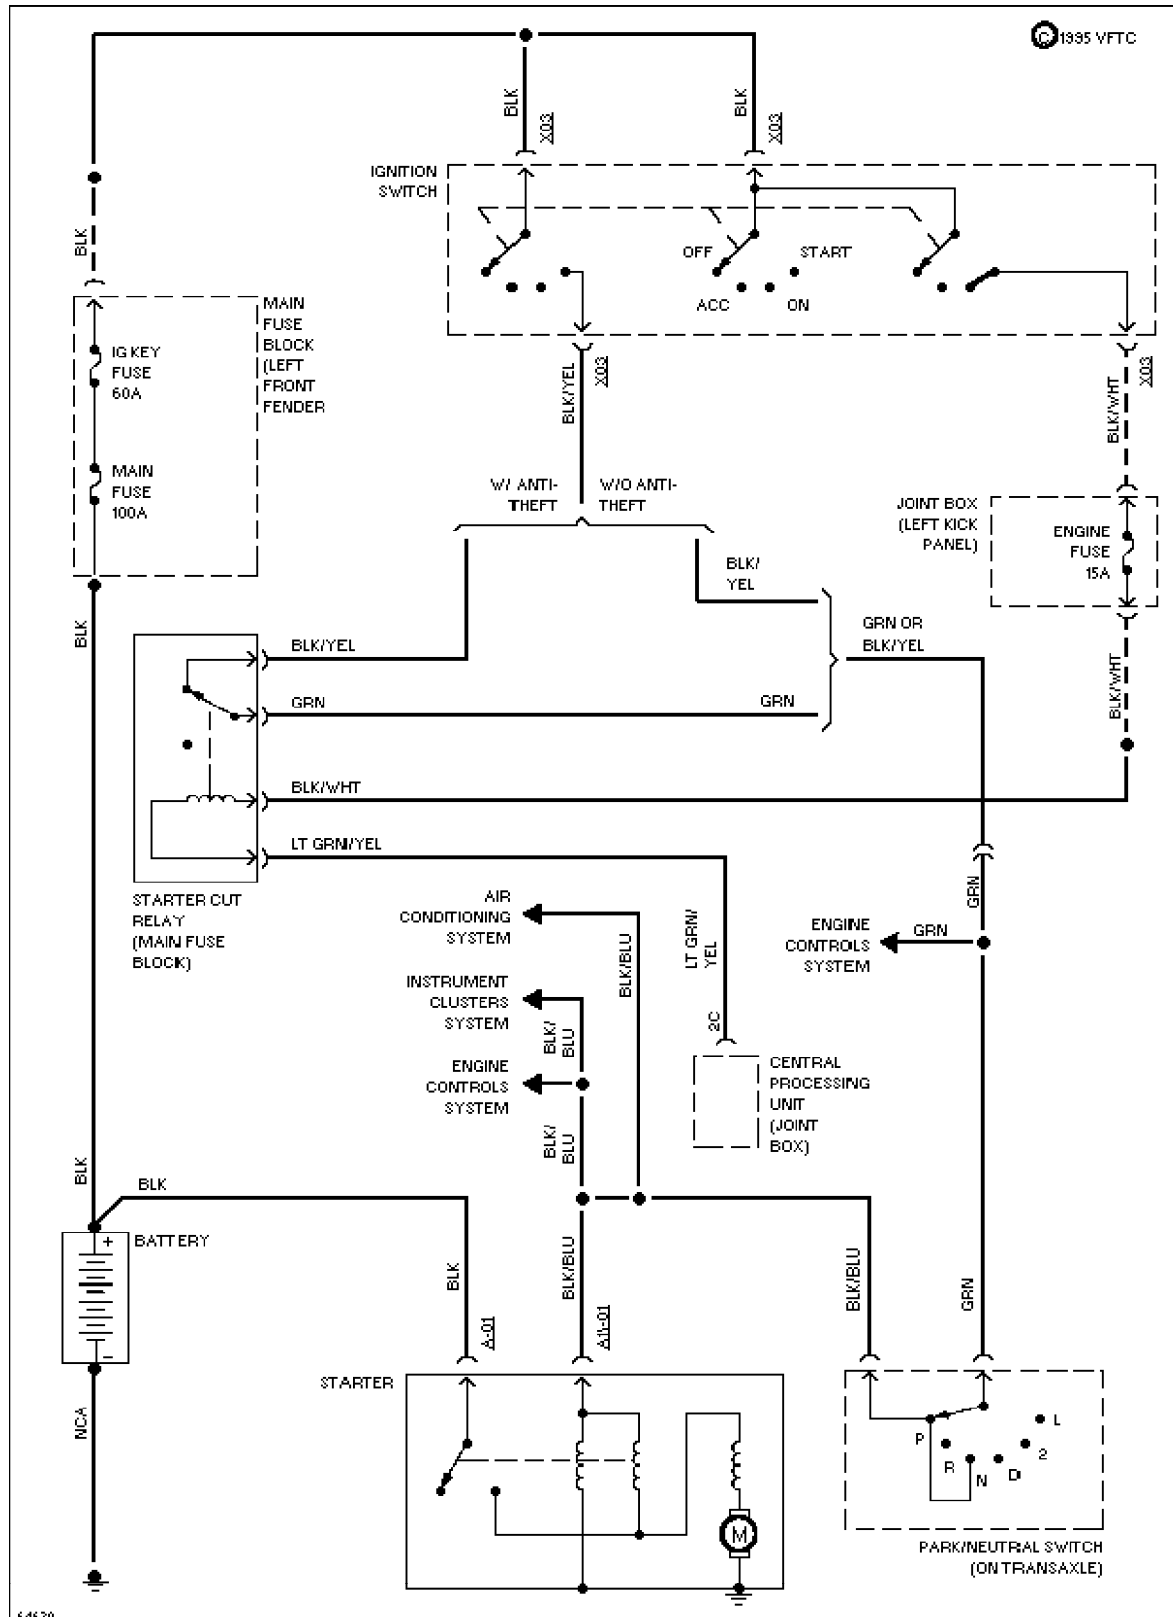 © 1995 VFTC
BLK
X03
BLK
X03
IGNITION
SWITCH
OFF
START
ACC
ON
BLK
MAIN
FUSE
BLOCK
(LEFT
FRONT
FENDER
IG KEY
FUSE
60A
MAIN
FUSE
100A
BLK/YEL
X03
BLK/WHT
X03
W/ ANTI-
THEFT
W/O ANTI-
THEFT
JOINT BOX
(LEFT KICK
PANEL)
ENGINE
FUSE
15A
BLK/
YEL
BLK
GRN OR
BLK/YEL
BLK/YEL
GRN
GRN
BLK/WHT
BLK/WHT
LT GRN/YEL
STARTER CUT
RELAY
(MAIN FUSE
BLOCK)
AIR
CONDITIONING
SYSTEM
BLK/BLU
LT GRN/
YEL
ENGINE
CONTROLS
SYSTEM
GRN
GRN
INSTRUMENT
CLUSTERS
SYSTEM
BLK/
BLU
2C
ENGINE
CONTROLS
SYSTEM
BLK/
BLU
CENTRAL
PROCESSING
UNIT
(JOINT
BOX)
BLK
BLK
BATTERY
+
−
BLK
A-01
BLK/BLU
A11-01
BLK/BLU
GRN
NCA
STARTER
M
P
R
N
D
2
L
PARK/NEUTRAL SWITCH
(ON TRANSAXLE)